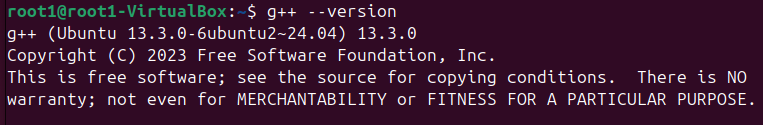 root1@root1-VirtualBox:~$ g++ --version
g++ (Ubuntu 13.3.0-6ubuntu2~24.04) 13.3.0
Copyright (C) 2023 Free Software Foundation, Inc.
This is free software; see the source for copying conditions.  There is NO
warranty; not even for MERCHANTABILITY or FITNESS FOR A PARTICULAR PURPOSE.